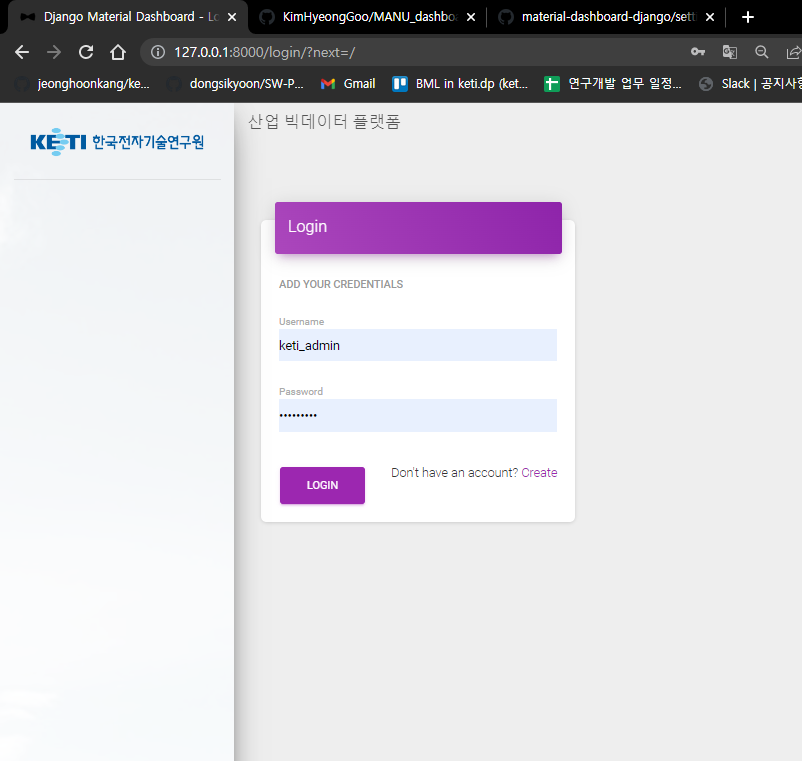 Django Material Dashboard - Lo
KimHyeongGoo/MANU_dashbo
material-dashboard-django/sett
127.0.0.1:8000/login/?next=/
jeonghoonkang/ke...
dongsikyoon/SW-P...
Gmail
BML in keti.dp (ket...
연구개발 업무 일정...
Slack | 공지사항
KETI 한국전자기술연구원
산업 빅데이터 플랫폼
Login
ADD YOUR CREDENTIALS
Username
keti_admin
Password
•••••••••
LOGIN
Don't have an account? Create